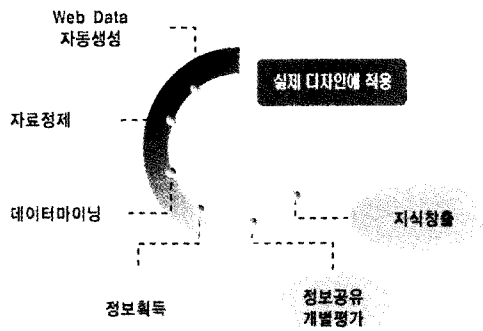 Web Data
자동생성
실제 디자인에 적용
자료정제
데이터마이닝
지식창출
정보획득
정보공유
개별평가